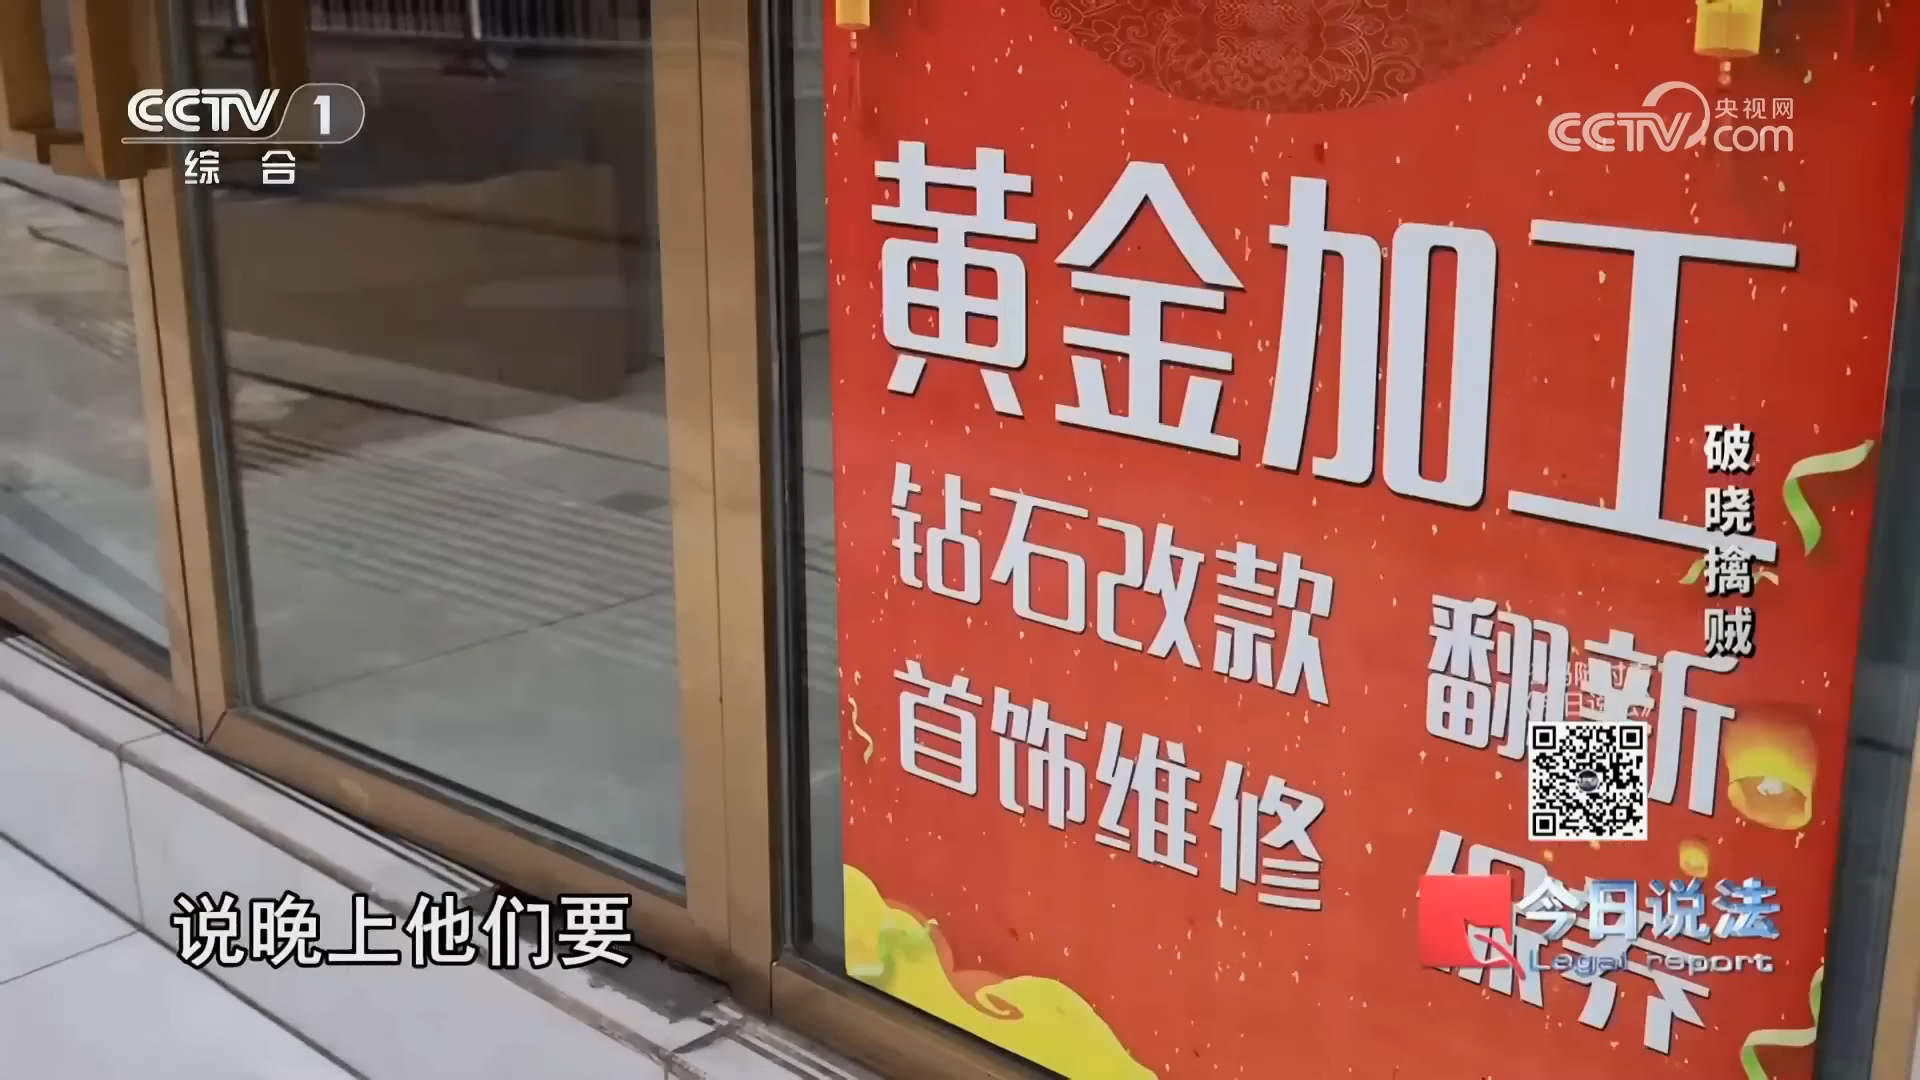 CCTV 1
综合
央视网
CCTV.com
黄金加工
钻石改款 翻新
首饰维修 保养
破晓擒贼
今日说法
Legal report
说晚上他们要